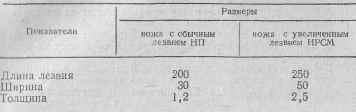 Размеры
Показатели
ножа с обычным лезвием НП
ножа с увеличенным лезвием НРСМ
Длина лезвия 200 250
Ширина 30 50
Толщина 1,2 2,5